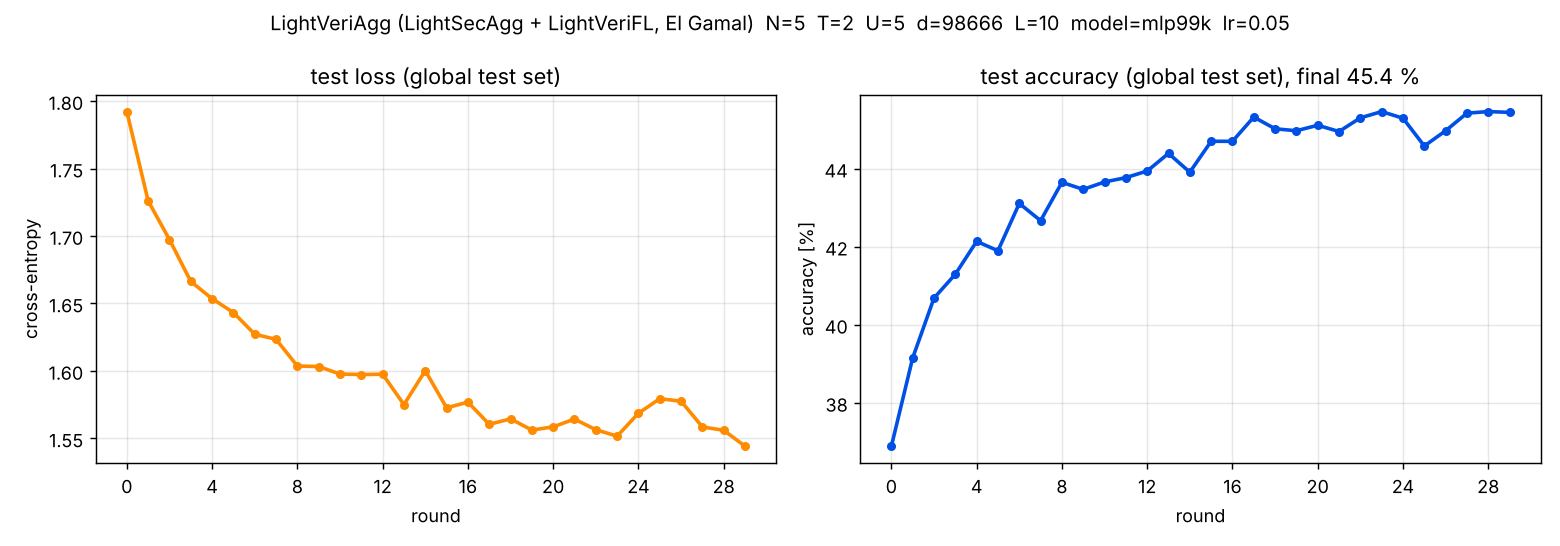 LightVeriAgg (LightSecAgg + LightVeriFL, El Gamal)  N=5  T=2  U=5  d=98666  L=10  model=mlp99k  lr=0.05
test loss (global test set)
cross-entropy
1.80
1.75
1.70
1.65
1.60
1.55
0 4 8 12 16 20 24 28
round
test accuracy (global test set), final 45.4 %
accuracy [%]
44
42
40
38
0 4 8 12 16 20 24 28
round